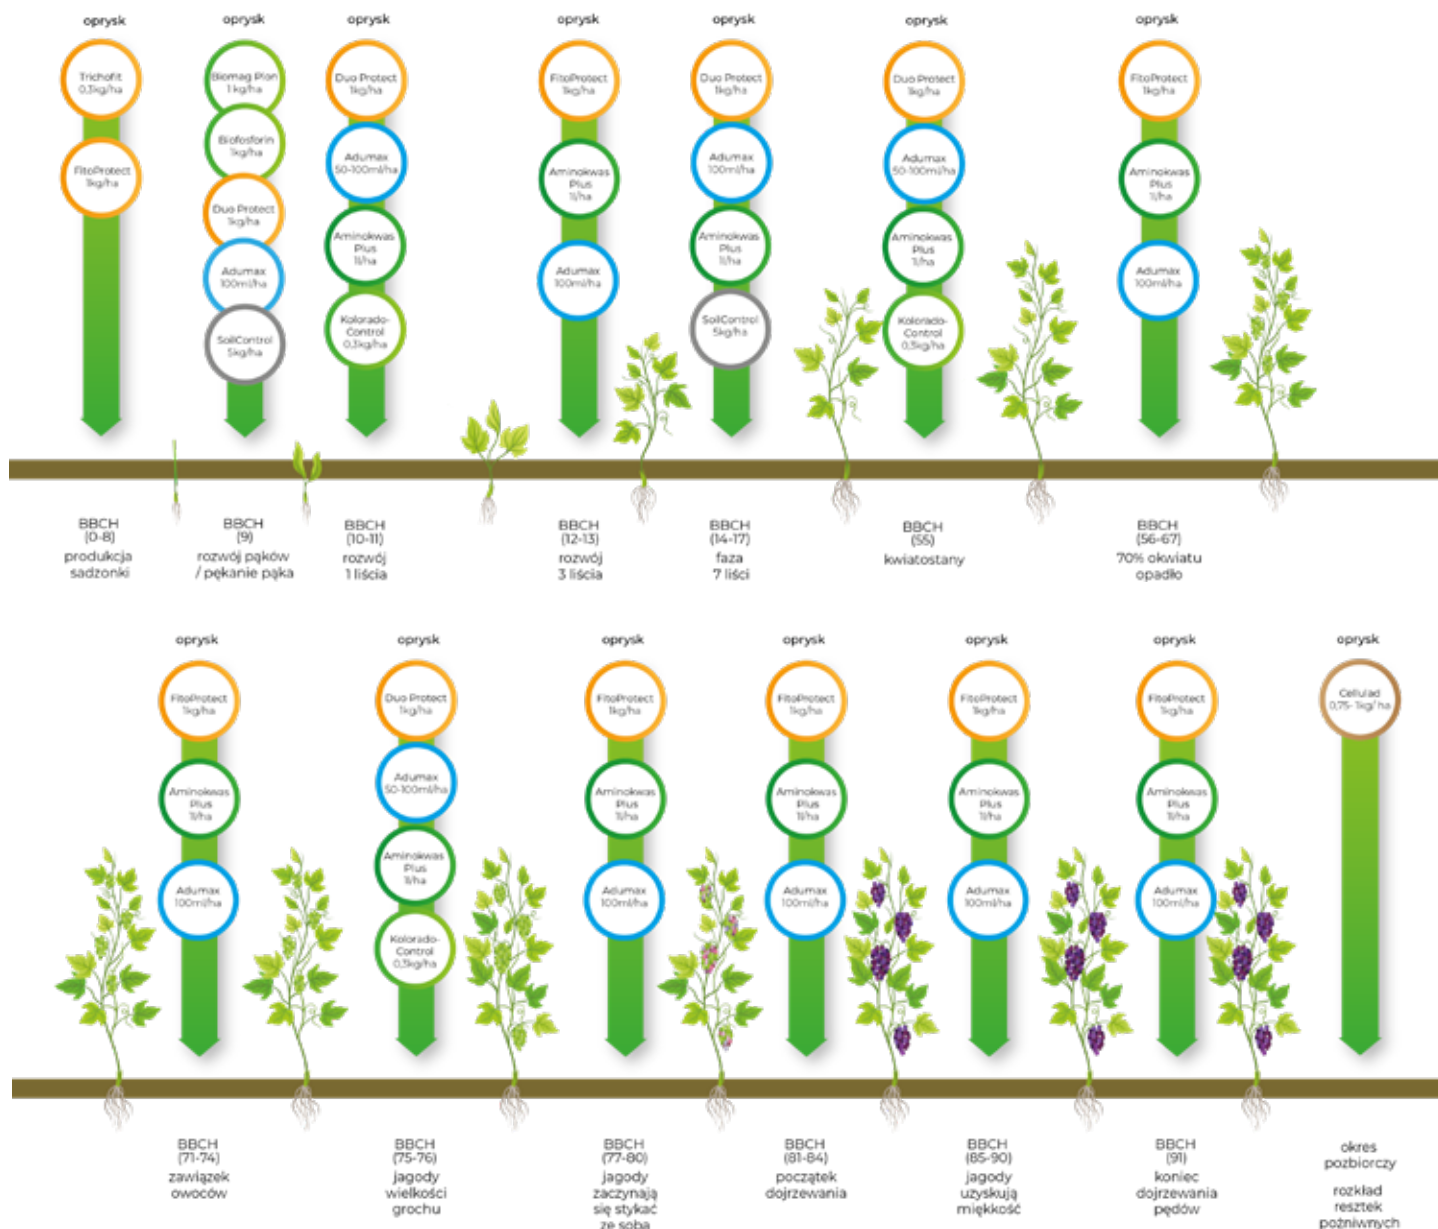 oprysk
Trichofit
0,3kg/ha
FitoProtect
1kg/ha
BBCH
(0-8)
produkcja
sadzonki
oprysk
Biomag Plon
1 kg/ha
Biofosforin
1kg/ha
Duo Protect
1kg/ha
Adumax
100ml/ha
SoilControl
5kg/ha
BBCH
(9)
rozwój pąków
/ pękanie pąka
oprysk
Duo Protect
1kg/ha
Adumax
50-100ml/ha
Aminokwas
Plus
1l/ha
Kolorado-
Control
0,3kg/ha
BBCH
(10-11)
rozwój
1 liścia
oprysk
FitoProtect
1kg/ha
Aminokwas
Plus
1l/ha
Adumax
100ml/ha
BBCH
(12-13)
rozwój
3 liścia
oprysk
Duo Protect
1kg/ha
Adumax
100ml/ha
Aminokwas
Plus
1l/ha
SoilControl
5kg/ha
BBCH
(14-17)
faza
7 liści
oprysk
Duo Protect
1kg/ha
Adumax
50-100ml/ha
Aminokwas
Plus
1l/ha
Kolorado-
Control
0,3kg/ha
BBCH
(55)
kwiatostany
oprysk
FitoProtect
1kg/ha
Aminokwas
Plus
1l/ha
Adumax
100ml/ha
BBCH
(56-67)
70% okwiatu
opadło
oprysk
FitoProtect
1kg/ha
Aminokwas
Plus
1l/ha
Adumax
100ml/ha
BBCH
(71-74)
zawiązek
owoców
oprysk
Duo Protect
1kg/ha
Adumax
50-100ml/ha
Aminokwas
Plus
1l/ha
Kolorado-
Control
0,3kg/ha
BBCH
(75-76)
jagody
wielkości
grochu
oprysk
FitoProtect
1kg/ha
Aminokwas
Plus
1l/ha
Adumax
100ml/ha
BBCH
(77-80)
jagody
zaczynają
się stykać
ze sobą
oprysk
FitoProtect
1kg/ha
Aminokwas
Plus
1l/ha
Adumax
100ml/ha
BBCH
(81-84)
początek
dojrzewania
oprysk
FitoProtect
1kg/ha
Aminokwas
Plus
1l/ha
Adumax
100ml/ha
BBCH
(85-90)
jagody
uzyskują
miękkość
oprysk
FitoProtect
1kg/ha
Aminokwas
Plus
1l/ha
Adumax
100ml/ha
BBCH
(91)
koniec
dojrzewania
pędów
oprysk
Cellulad
0,75- 1kg/ ha
okres
pozbiorczy
rozkład
resztek
pożniwnych